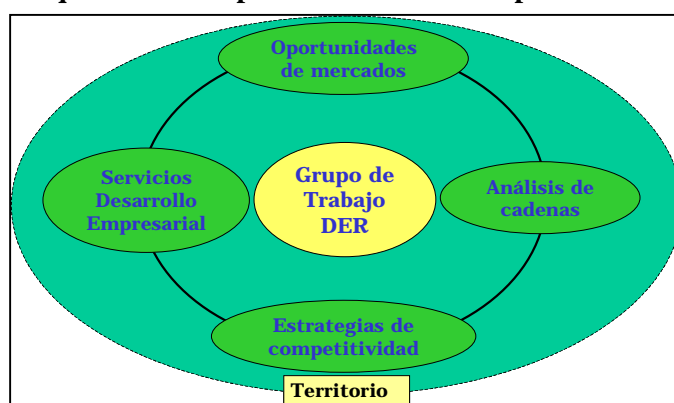 Oportunidades
de mercados
Servicios
Desarrollo
Empresarial
Grupo de
Trabajo
DER
Análisis de
cadenas
Estrategias de
competitividad
Territorio